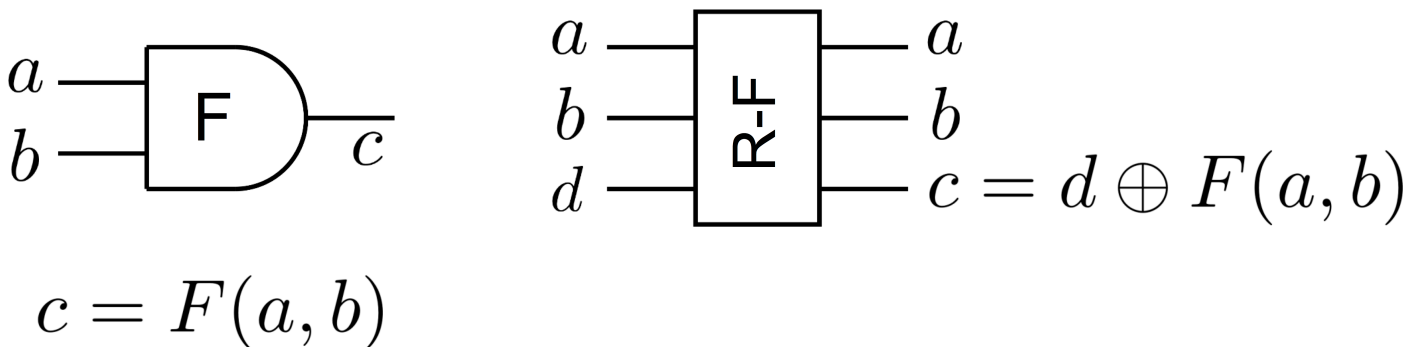 a
b
F
c
c = F(a, b)
a
b
d
R-F
a
b
c = d ⊕ F(a, b)